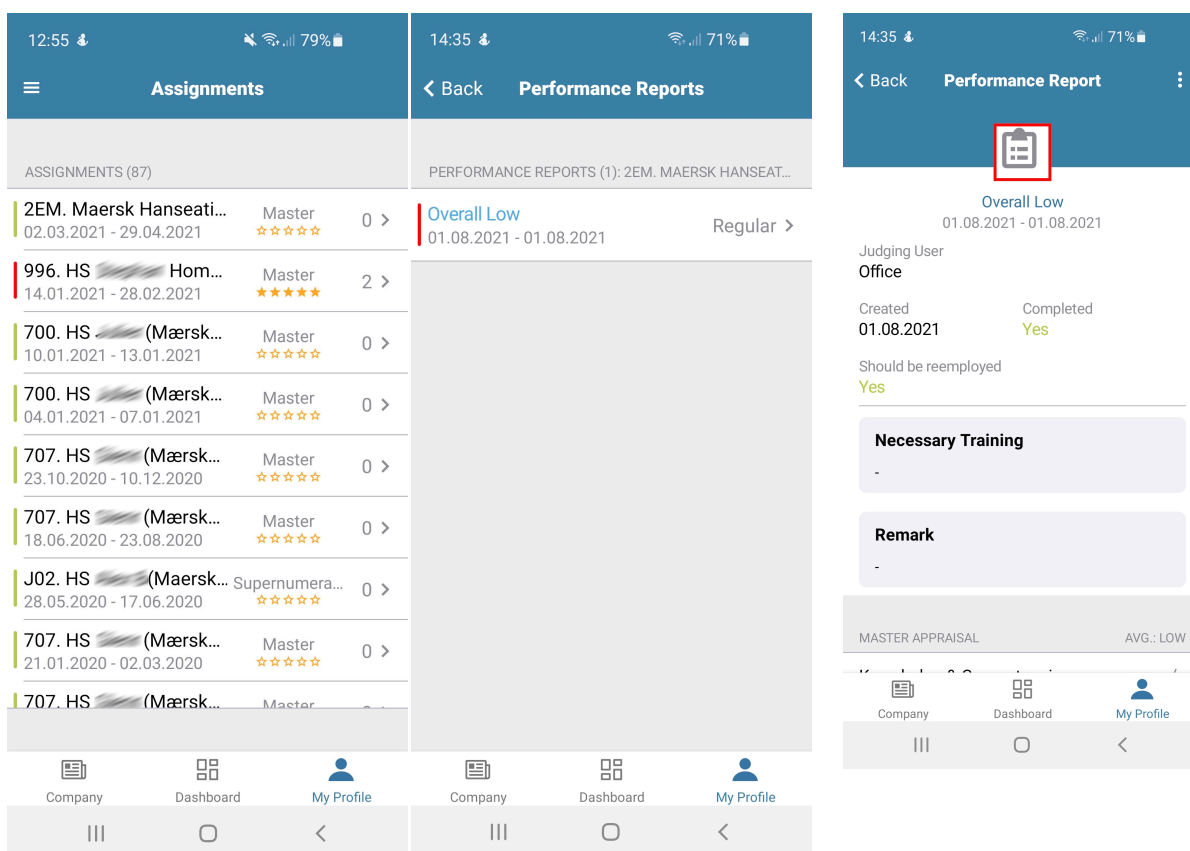 12:55
79%
Assignments
ASSIGNMENTS (87)
2EM. Maersk Hanseati...
Master
02.03.2021 - 29.04.2021
0
996. HS Hom...
Master
14.01.2021 - 28.02.2021
2
700. HS (Mærsk...
Master
10.01.2021 - 13.01.2021
0
700. HS (Mærsk...
Master
04.01.2021 - 07.01.2021
0
707. HS (Mærsk...
Master
23.10.2020 - 10.12.2020
0
707. HS (Mærsk...
Master
18.06.2020 - 23.08.2020
0
J02. HS (Maersk...
Supernumera...
28.05.2020 - 17.06.2020
0
707. HS (Mærsk...
Master
21.01.2020 - 02.03.2020
0
707. HS (Mærsk...
Master
Company
Dashboard
My Profile
14:35
71%
Back
Performance Reports
PERFORMANCE REPORTS (1): 2EM. MAERSK HANSEAT...
Overall Low
01.08.2021 - 01.08.2021
Regular
Company
Dashboard
My Profile
14:35
71%
Back
Performance Report
Overall Low
01.08.2021 - 01.08.2021
Judging User
Office
Created
Completed
01.08.2021
Yes
Should be reemployed
Yes
Necessary Training
-
Remark
-
MASTER APPRAISAL
AVG.: LOW
Company
Dashboard
My Profile